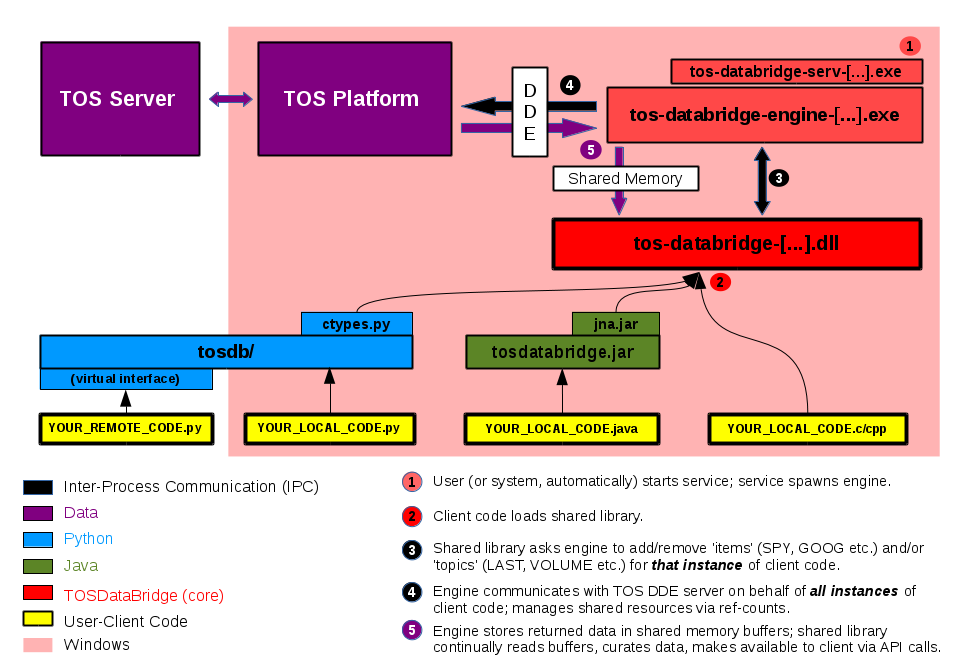 1
tos-databridge-serv-[...].exe
TOS Server
TOS Platform
D
D
E
4
tos-databridge-engine-[...].exe
5
Shared Memory
3
tos-databridge-[...].dll
2
ctypes.py
jna.jar
tosdb/
tosdatabridge.jar
(virtual interface)
YOUR_REMOTE_CODE.py
YOUR_LOCAL_CODE.py
YOUR_LOCAL_CODE.java
YOUR_LOCAL_CODE.c/cpp
Inter-Process Communication (IPC)
Data
Python
Java
TOSDataBridge (core)
User-Client Code
Windows
1 User (or system, automatically) starts service; service spawns engine.
2 Client code loads shared library.
3 Shared library asks engine to add/remove 'items' (SPY, GOOG etc.) and/or
'topics' (LAST, VOLUME etc.) for that instance of client code.
4 Engine communicates with TOS DDE server on behalf of all instances of
client code; manages shared resources via ref-counts.
5 Engine stores returned data in shared memory buffers; shared library
continually reads buffers, curates data, makes available to client via API calls.